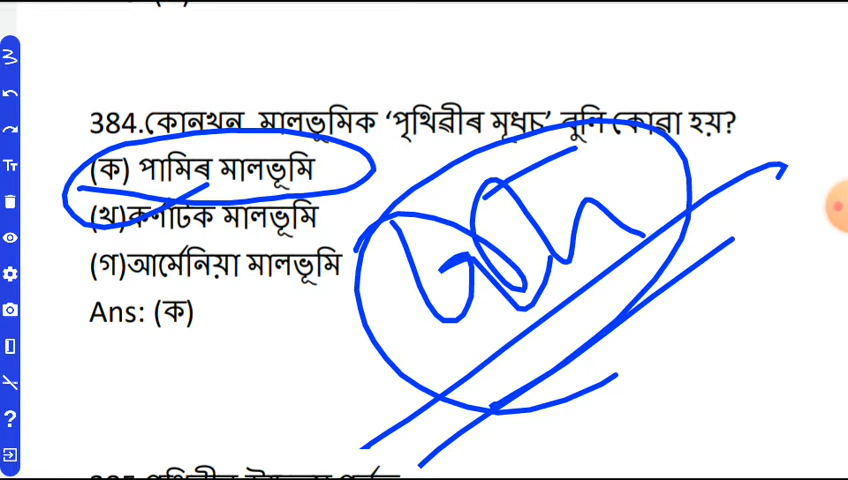 384.কোনখন মালভূমিক ‘পৃথিৱীৰ মৃধচ’ বুলি কোৱা হয়?
(ক) পামিৰ মালভূমি
(খ)কৰ্ণাটক মালভূমি
(গ)আৰ্মেনিয়া মালভূমি
Ans: (ক)